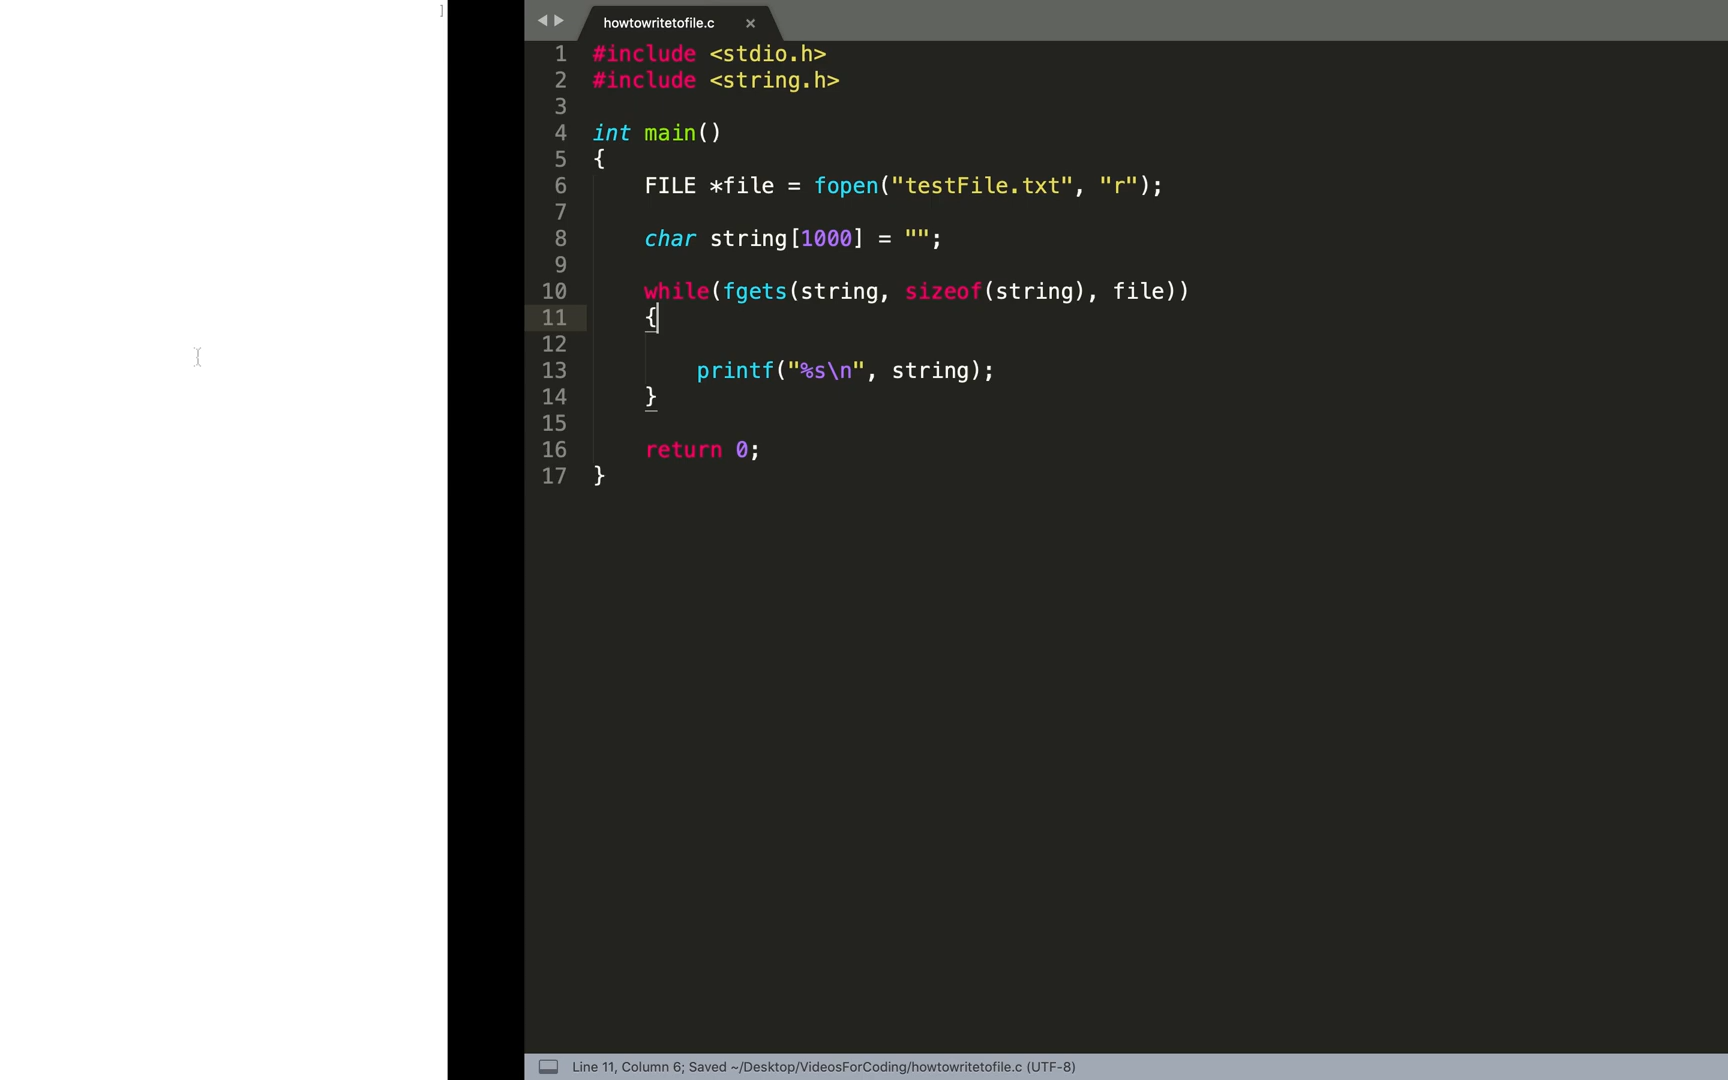 ]
howtowritetofile.c ×
1 #include <stdio.h>
2 #include <string.h>
3
4 int main()
5 {
6     FILE *file = fopen("testFile.txt", "r");
7
8     char string[1000] = "";
9
10     while(fgets(string, sizeof(string), file))
11     {
12
13         printf("%s\n", string);
14     }
15
16     return 0;
17 }
Line 11, Column 6; Saved ~/Desktop/VideosForCoding/howtowritetofile.c (UTF-8)